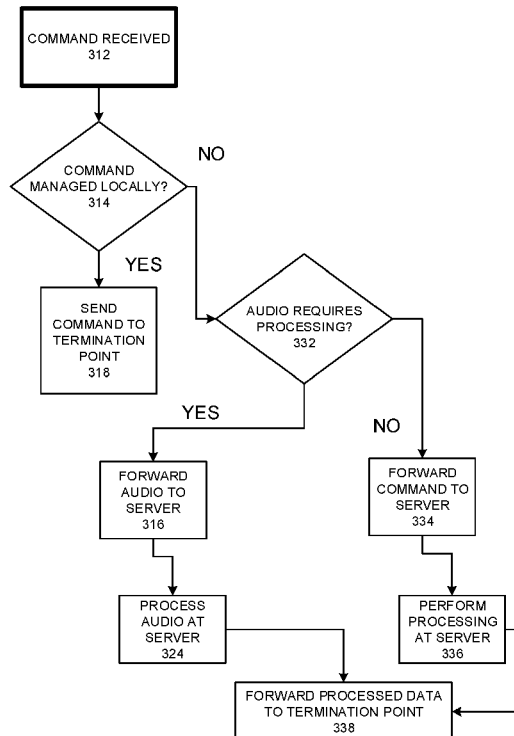 COMMAND RECEIVED
312
COMMAND
MANAGED LOCALLY?
314
NO
YES
SEND
COMMAND TO
TERMINATION
POINT
318
AUDIO REQUIRES
PROCESSING?
332
YES
NO
FORWARD
AUDIO TO
SERVER
316
FORWARD
COMMAND TO
SERVER
334
PROCESS
AUDIO AT
SERVER
324
PERFORM
PROCESSING
AT SERVER
336
FORWARD PROCESSED DATA
TO TERMINATION POINT
338